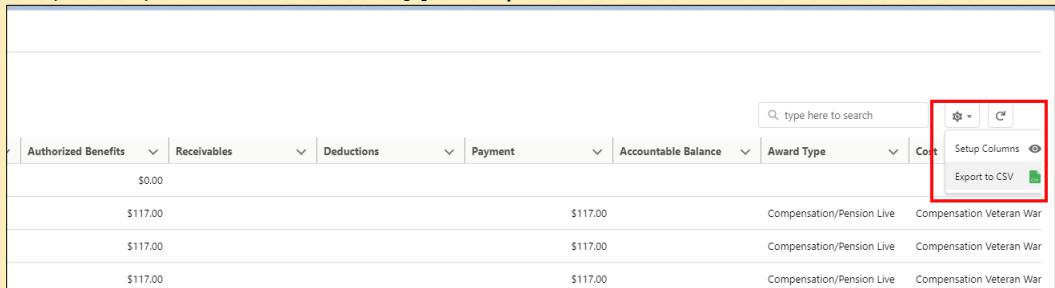 type here to search
Authorized Benefits Receivables Deductions Payment Accountable Balance Award Type Cost
Setup Columns
Export to CSV
$0.00
$117.00 $117.00 Compensation/Pension Live Compensation Veteran War
$117.00 $117.00 Compensation/Pension Live Compensation Veteran War
$117.00 $117.00 Compensation/Pension Live Compensation Veteran War